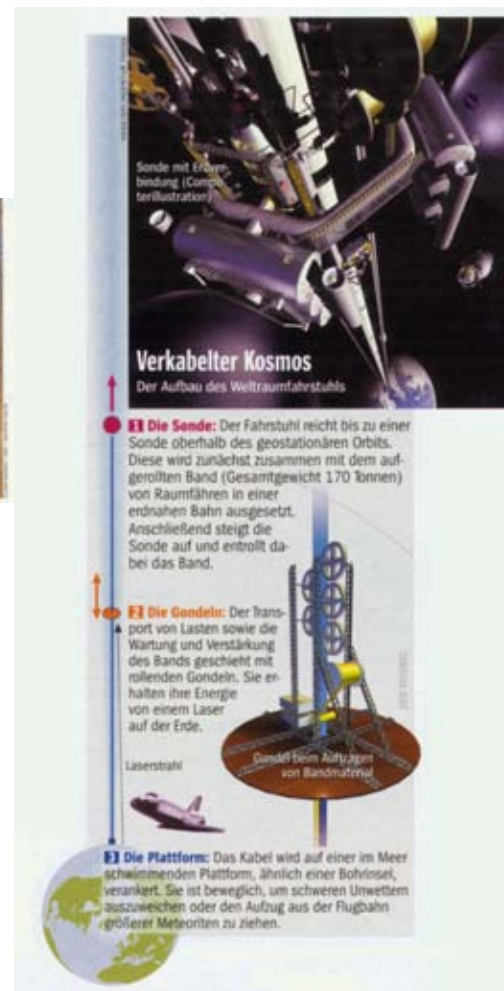 Sonde mit Erdver-
bindung (Compu-
terillustration)
Verkabelter Kosmos
Der Aufbau des Weltraumfahrstuhls
1 Die Sonde: Der Fahrstuhl reicht bis zu einer
Sonde oberhalb des geostationären Orbits.
Diese wird zunächst zusammen mit dem auf-
gerollten Band (Gesamtgewicht 170 Tonnen)
von Raumfähren in einer
erdnahen Bahn ausgesetzt.
Anschließend steigt die
Sonde auf und entrollt da-
bei das Band.
2 Die Gondeln: Der Trans-
port von Lasten sowie die
Wartung und Verstärkung
des Bands geschieht mit
rollenden Gondeln. Sie er-
halten ihre Energie
von einem Laser
auf der Erde.
Gondel beim Auftragen
von Bandmaterial
Laserstrahl
DER SPIEGEL
3 Die Plattform: Das Kabel wird auf einer im Meer
schwimmenden Plattform, ähnlich einer Bohrinsel,
verankert. Sie ist beweglich, um schweren Unwettern
auszuweichen oder den Aufzug aus der Flugbahn
größerer Meteoriten zu ziehen.